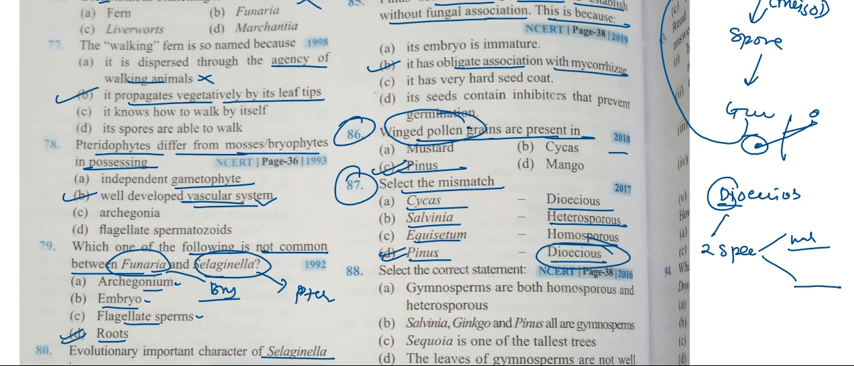 (a) Fern (b) Funaria
(c) Liverworts (d) Marchantia
77. The “walking” fern is so named because 1998
(a) it is dispersed through the agency of
walking animals
(b) it propagates vegetatively by its leaf tips
(c) it knows how to walk by itself
(d) its spores are able to walk
78. Pteridophytes differ from mosses/bryophytes
in possessing NCERT | Page-36 | 1993
(a) independent gametophyte
(b) well developed vascular system
(c) archegonia
(d) flagellate spermatozoids
79. Which one of the following is not common
between Funaria and Selaginella? 1992
(a) Archegonium
(b) Embryo
(c) Flagellate sperms
(d) Roots
Bry
Pter
80. Evolutionary important character of Selaginella
85.
without fungal association. This is because:
NCERT | Page-38 | 2019
(a) its embryo is immature.
(b) it has obligate association with mycorrhizae
(c) it has very hard seed coat.
(d) its seeds contain inhibitors that prevent
germination.
86. Winged pollen grains are present in 2018
(a) Mustard (b) Cycas
(c) Pinus (d) Mango
87. Select the mismatch 2017
(a) Cycas – Dioecious
(b) Salvinia – Heterosporous
(c) Equisetum – Homosporous
(d) Pinus – Dioecious
88. Select the correct statement: NCERT | Page-38 | 2016
(a) Gymnosperms are both homosporous and
heterosporous
(b) Salvinia, Ginkgo and Pinus all are gymnosperms
(c) Sequoia is one of the tallest trees
(d) The leaves of gymnosperms are not well
94.
Spore
2 Spec